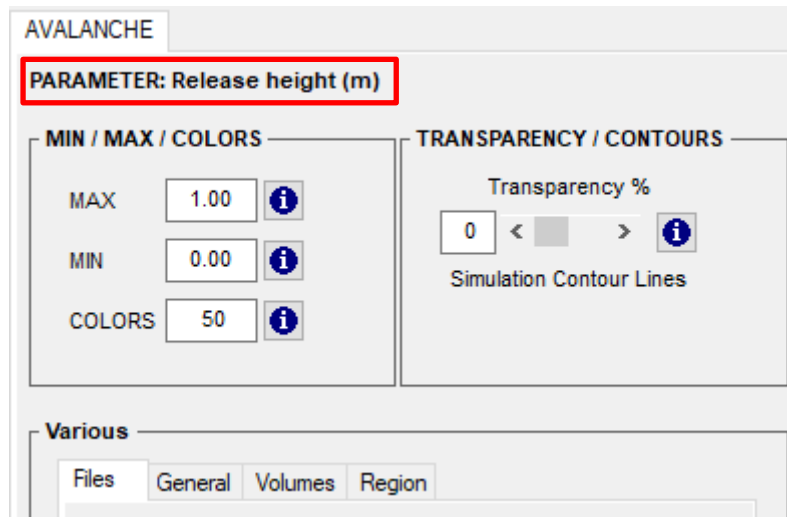 AVALANCHE
PARAMETER: Release height (m)
MIN / MAX / COLORS
MAX 1.00
MIN 0.00
COLORS 50
TRANSPARENCY / CONTOURS
Transparency %
0 < >
Simulation Contour Lines
Various
Files General Volumes Region